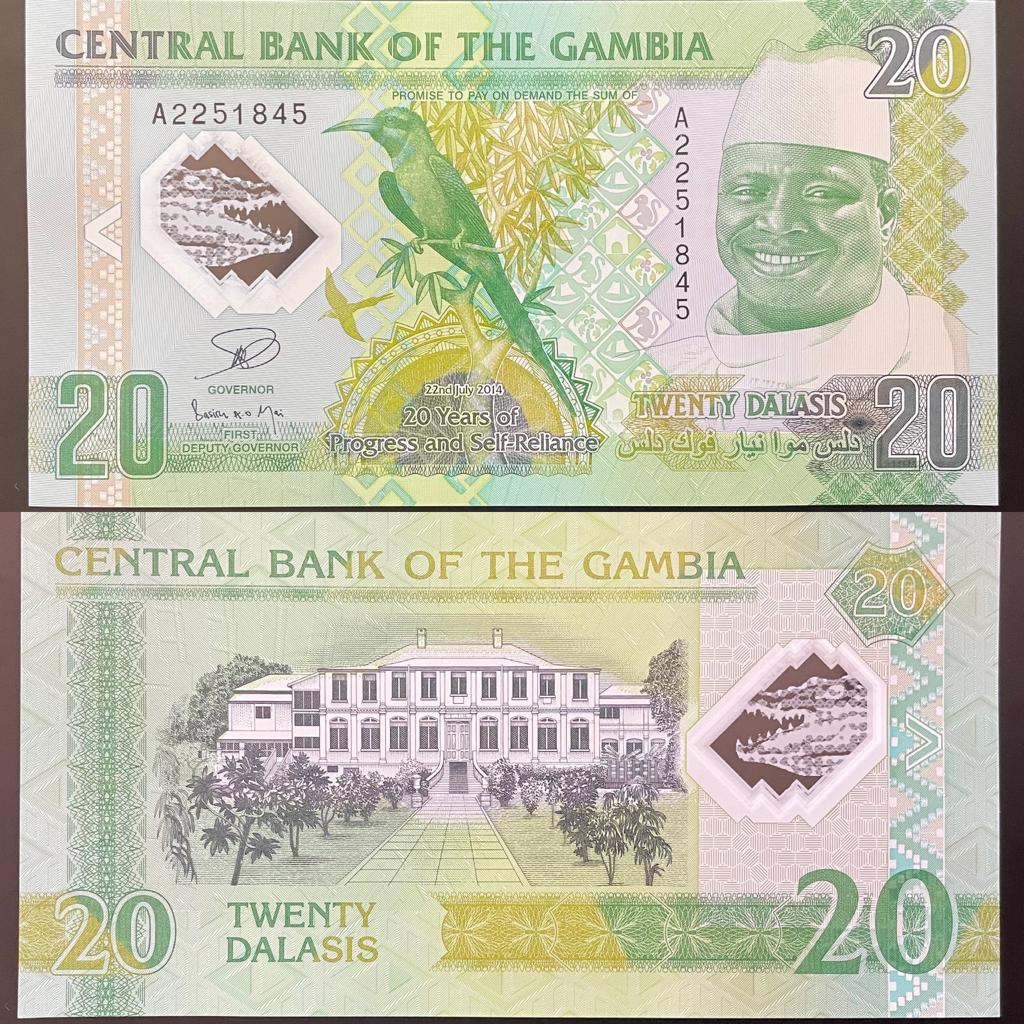 CENTRAL BANK OF THE GAMBIA
20
PROMISE TO PAY ON DEMAND THE SUM OF
A2251845
A2251845
GOVERNOR
FIRST
DEPUTY GOVERNOR
20
22nd July 2014
20 Years of
Progress and Self-Reliance
TWENTY DALASIS
دلس موا نيار فوك دلس
20
CENTRAL BANK OF THE GAMBIA
20
20
TWENTY
DALASIS
20